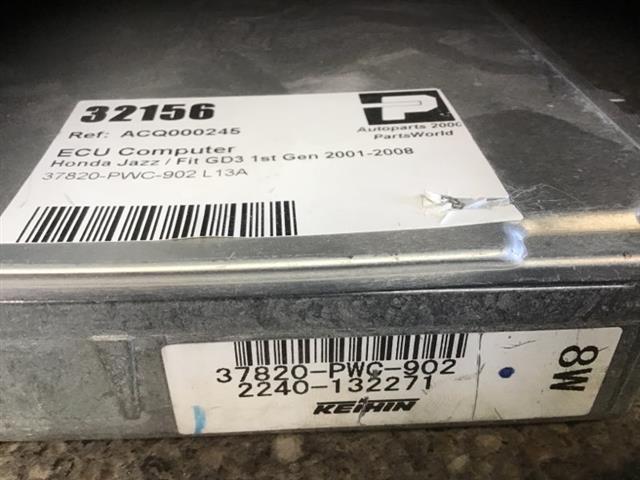 32156
Ref: ACQ000245
ECU Computer
Honda Jazz / Fit GD3 1st Gen 2001-2008
37820-PWC-902 L13A
P
Autoparts 2000
PartsWorld
37820-PWC-902
2240-132271
KEIHIN
8W